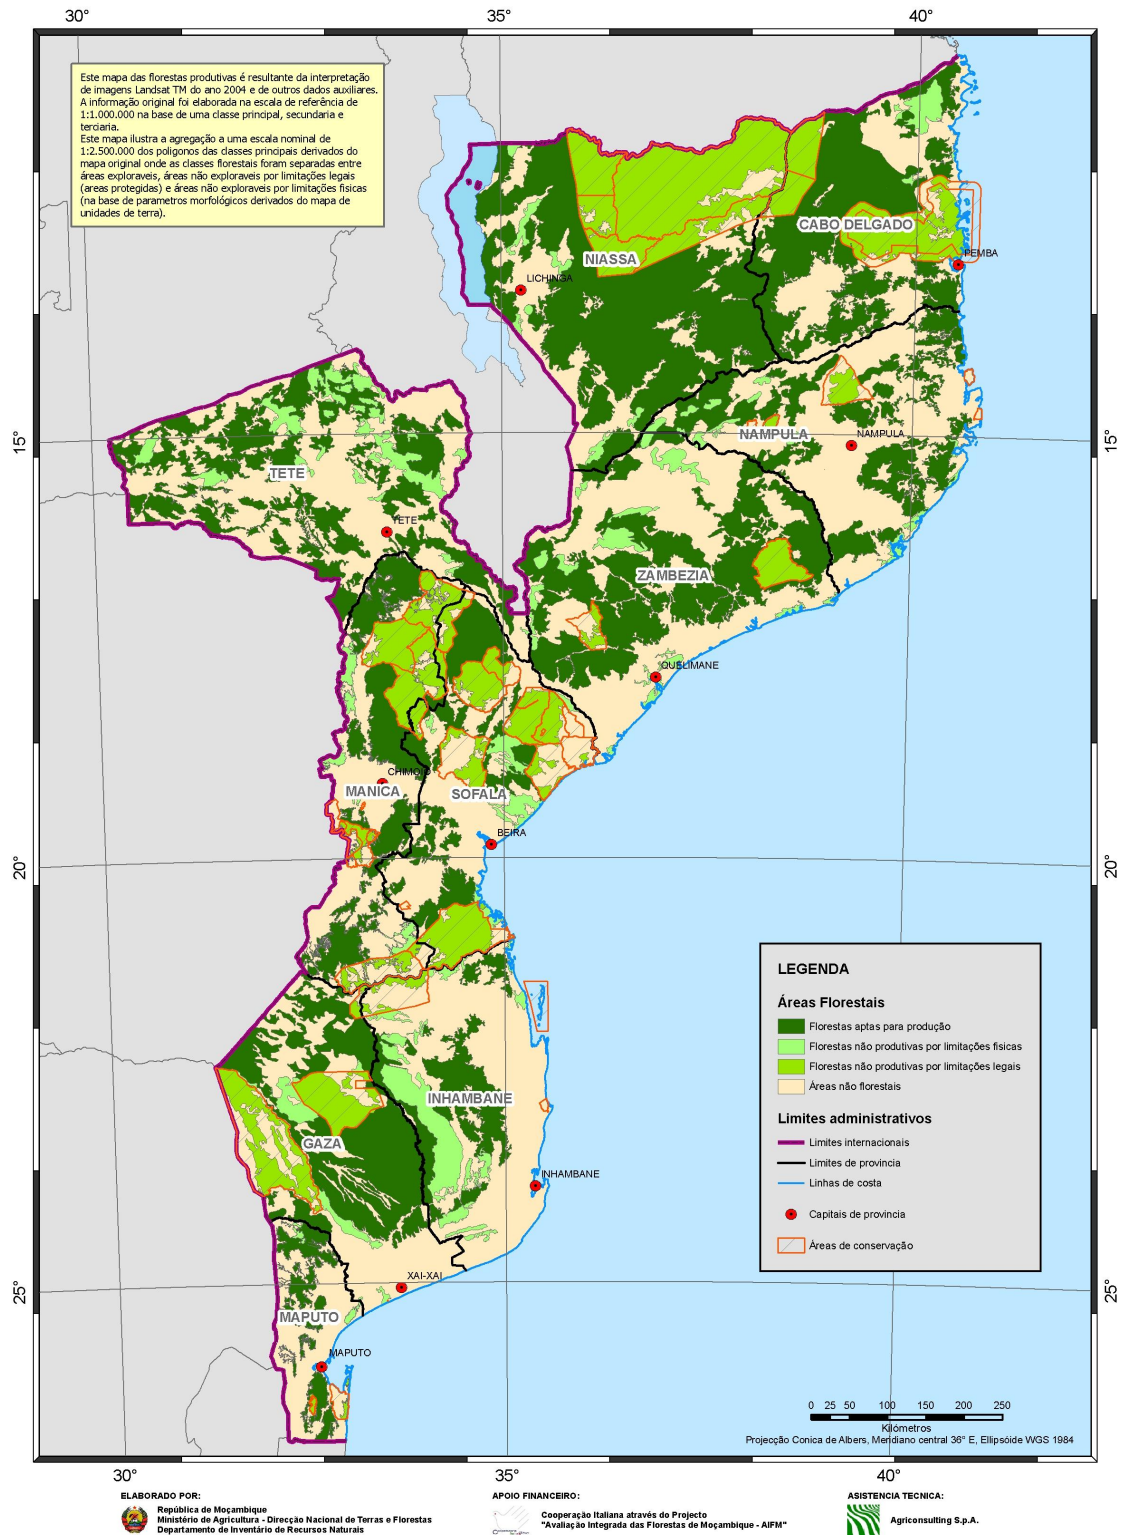 30°
35°
40°
Este mapa das florestas produtivas é resultante da interpretação
de imagens Landsat TM do ano 2004 e de outros dados auxiliares.
A informação original foi elaborada na escala de referência de
1:1.000.000 na base de uma classe principal, secundaria e
terciaria.
Este mapa ilustra a agregação a uma escala nominal de
1:2.500.000 dos poligonos das classes principais derivados do
mapa original onde as classes florestais foram separadas entre
áreas exploraveis, áreas não exploraveis por limitações legais
(areas protegidas) e áreas não exploraveis por limitações fisicas
(na base de parametros morfológicos derivados do mapa de
unidades de terra).
CABO DELGADO
PEMBA
NIASSA
LICHINGA
15°
NAMPULA
NAMPULA
15°
TETE
TETE
ZAMBEZIA
QUELIMANE
CHIMOIO
MANICA
SOFALA
BEIRA
20°
20°
LEGENDA
Áreas Florestais
Florestas aptas para produção
Florestas não produtivas por limitações fisicas
Florestas não produtivas por limitações legais
Áreas não florestais
Limites administrativos
Limites internacionais
Limites de provincia
Linhas de costa
Capitais de provincia
Áreas de conservação
INHAMBANE
GAZA
INHAMBANE
XAI-XAI
25°
25°
MAPUTO
MAPUTO
0 25 50 100 150 200 250
Kilómetros
Projecção Conica de Albers, Meridiano central 36° E, Ellipsóide WGS 1984
30°
35°
40°
ELABORADO POR:
República de Moçambique
Ministério de Agricultura - Direcção Nacional de Terras e Florestas
Departamento de Inventário de Recursos Naturais
APOIO FINANCEIRO:
Cooperação Italiana através do Projecto
"Avaliação Integrada das Florestas de Moçambique - AIFM"
ASISTENCIA TECNICA:
Agriconsulting S.p.A.